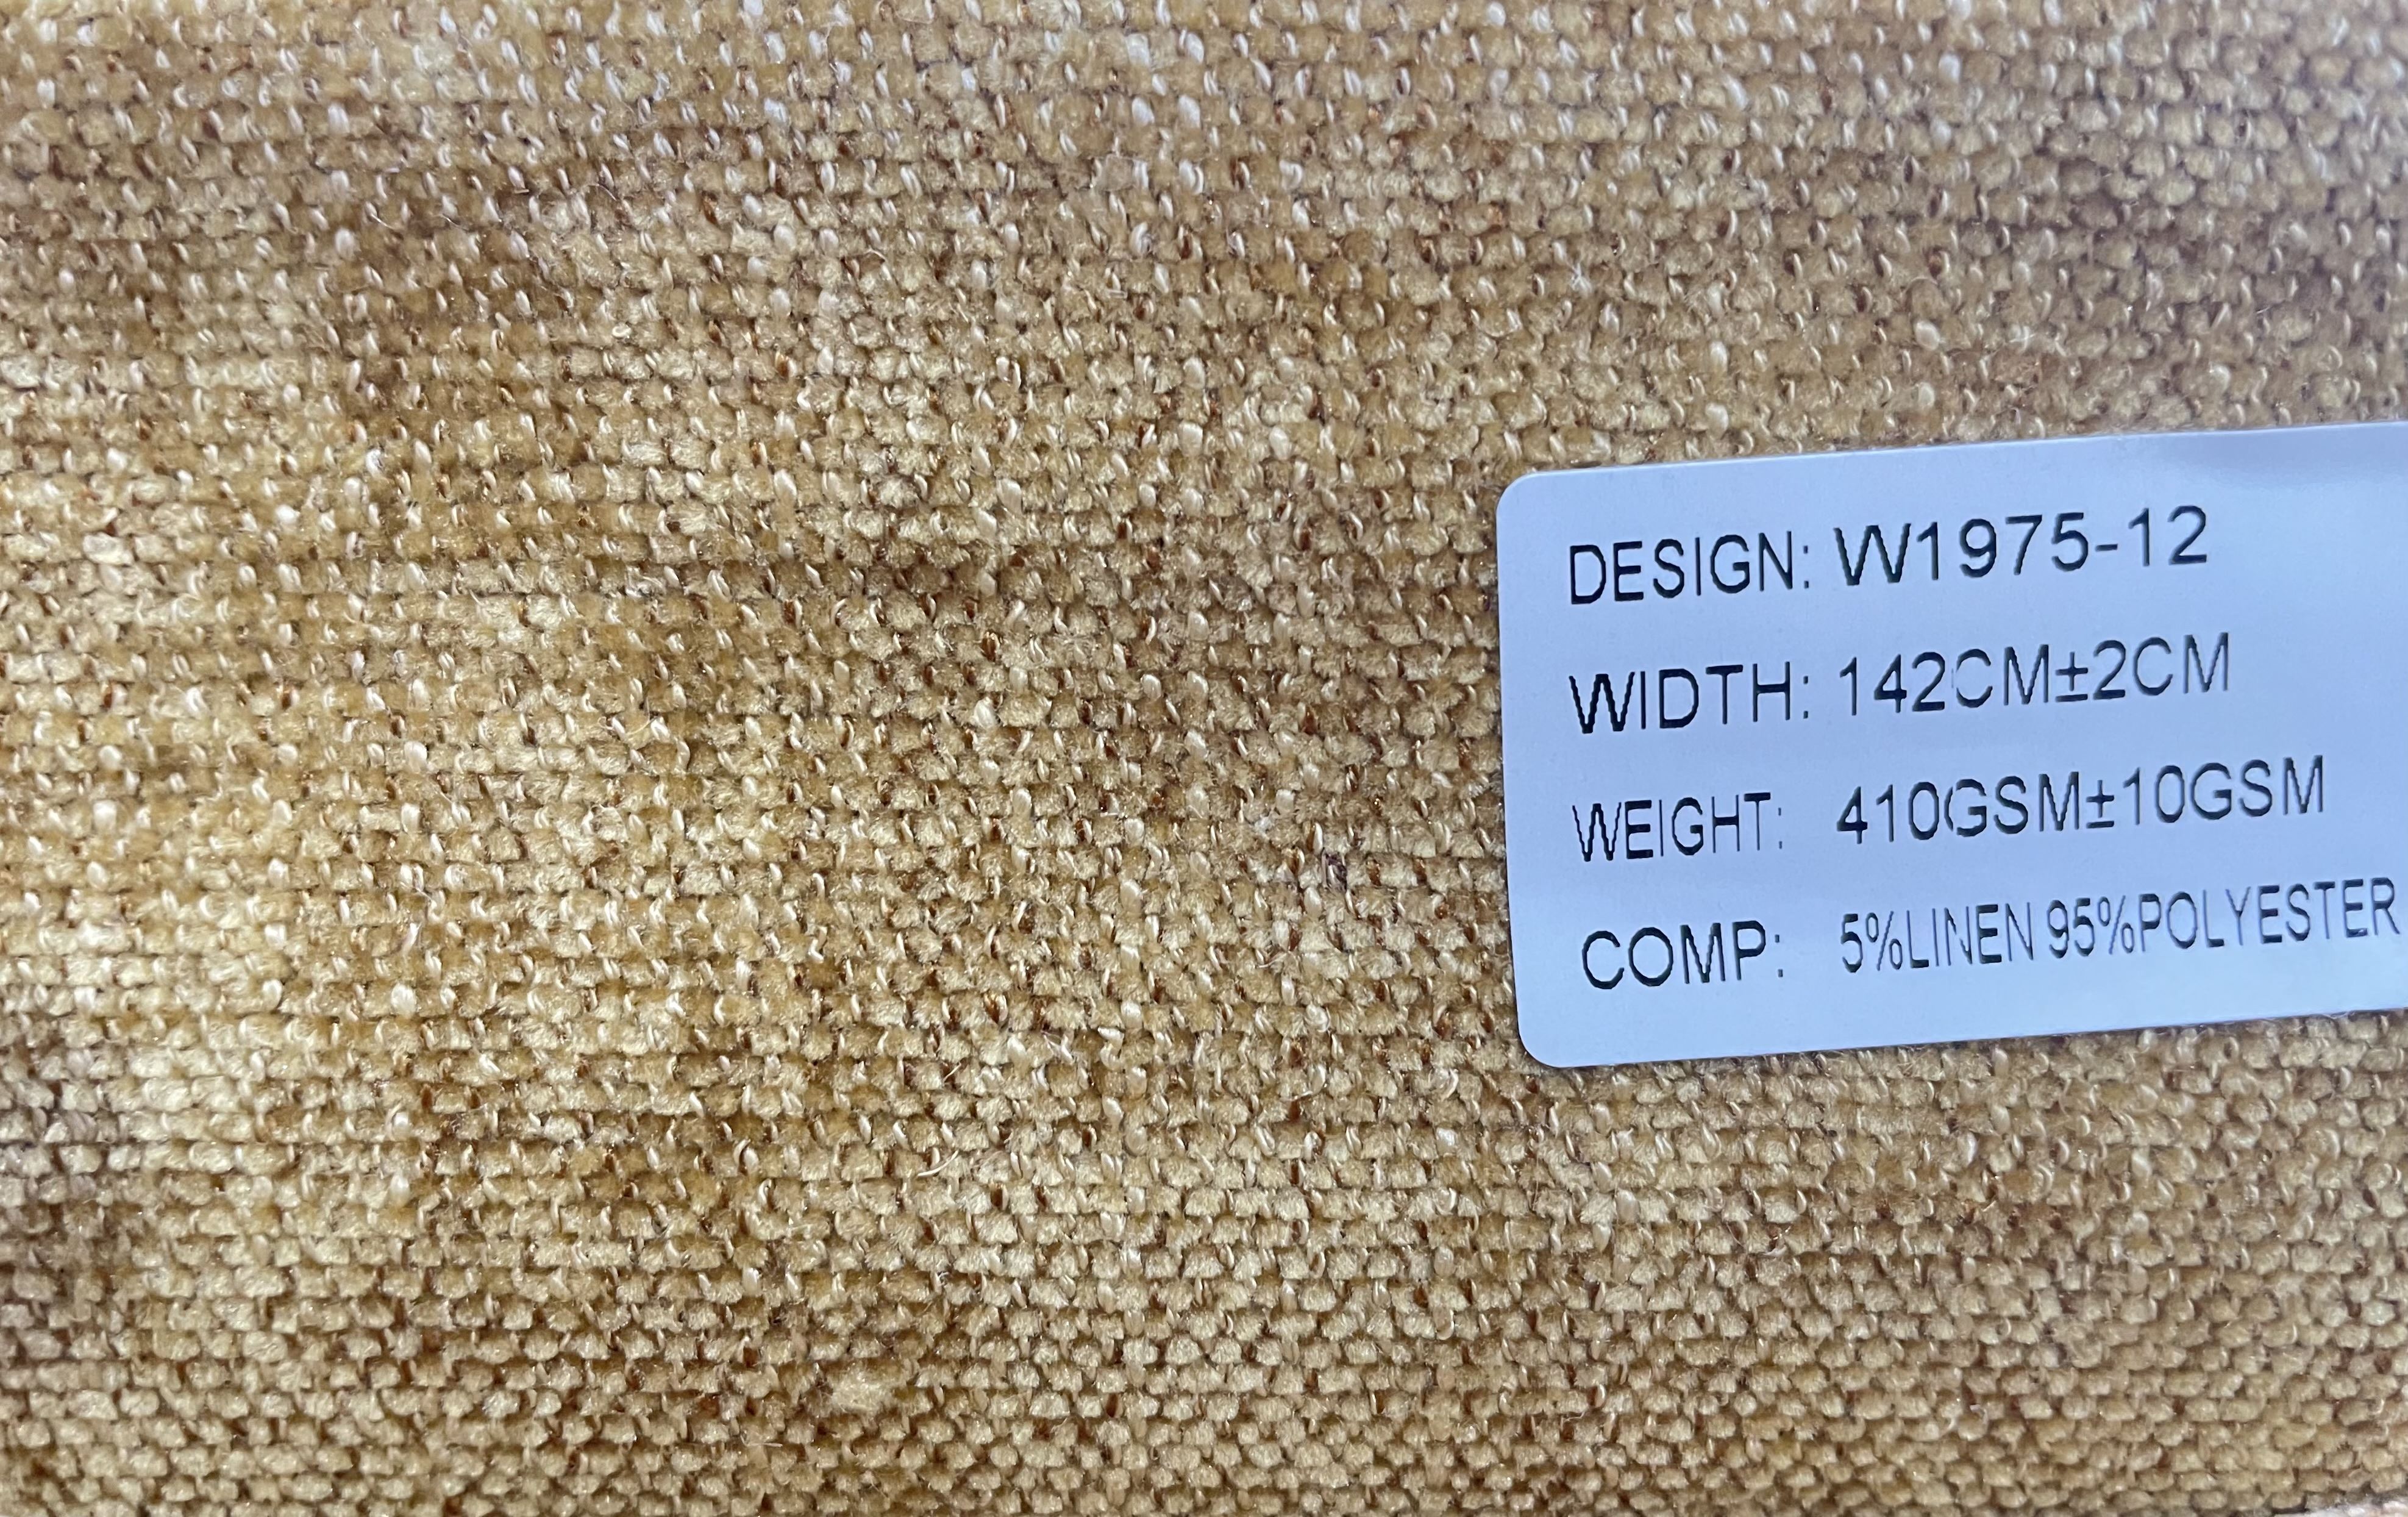 DESIGN: W1975-12
WIDTH: 142CM±2CM
WEIGHT: 410GSM±10GSM
COMP: 5%LINEN 95%POLYESTER